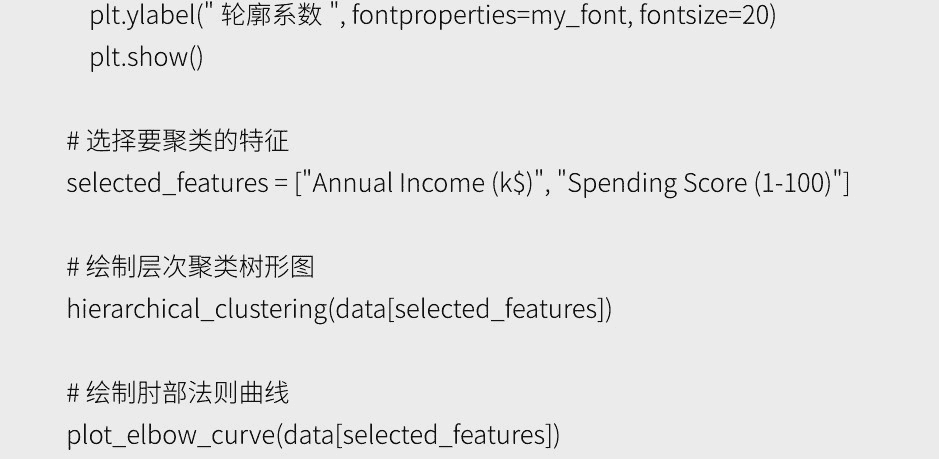 plt.ylabel(" 轮廓系数 ", fontproperties=my_font, fontsize=20)
plt.show()
# 选择要聚类的特征
selected_features = ["Annual Income (k$)", "Spending Score (1-100)"]
# 绘制层次聚类树形图
hierarchical_clustering(data[selected_features])
# 绘制肘部法则曲线
plot_elbow_curve(data[selected_features])